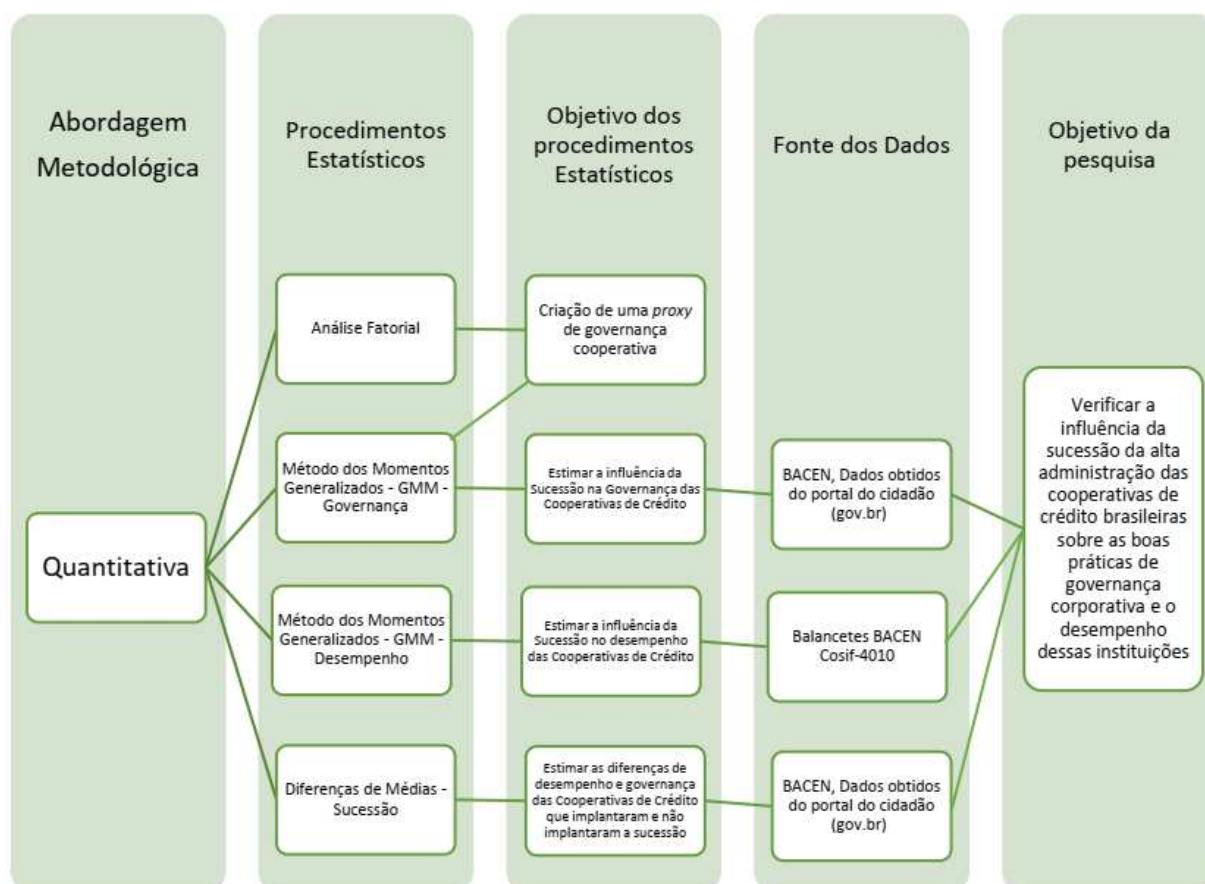 Abordagem
Metodológica
Procedimentos
Estatísticos
Objetivo dos
procedimentos
Estatísticos
Fonte dos Dados
Objetivo da
pesquisa
Quantitativa
Análise Fatorial
Criação de uma proxy
de governança
cooperativa
Método dos Momentos
Generalizados - GMM -
Governança
Estimar a influência da
Sucessão na Governança das
Cooperativas de Crédito
BACEN, Dados obtidos
do portal do cidadão
(gov.br)
Método dos Momentos
Generalizados - GMM -
Desempenho
Estimar a influência da
Sucessão no desempenho
das Cooperativas de Crédito
Balancetes BACEN
Cosif-4010
Diferenças de Médias -
Sucessão
Estimar as diferenças de
desempenho e governança
das Cooperativas de Crédito
que implantaram e não
implantaram a sucessão
BACEN, Dados obtidos
do portal do cidadão
(gov.br)
Verificar a
influência da
sucessão da alta
administração das
cooperativas de
crédito brasileiras
sobre as boas
práticas de
governança
corporativa e o
desempenho
dessas instituições